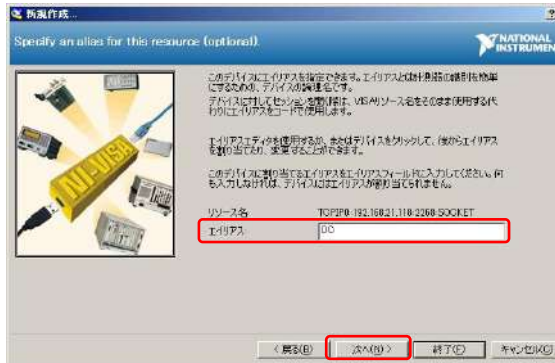 新規作成...
Specify an alias for this resource (optional).
NATIONAL
INSTRUMEN
このデバイスにエイリアスを指定できます。エイリアスとは計測器の識別を簡単
にするための、デバイスの論理名です。
デバイスに対してセッションを開く際は、VISAリソース名をそのまま使用する代
わりにエイリアスをコードで使用します。
エイリアスエディタを使用するか、またはデバイスをクリックして、後からエイリアス
を割り当てたり、変更することができます。
このデバイスに割り当てるエイリアスをエイリアスフィールドに入力してください。何
も入力しなければ、デバイスにはエイリアスが割り当てられません。
NI-VISA
リソース名 TCPIP0::192.168.21.118::2268::SOCKET
エイリアス
< 戻る(B) 次へ(N) > 終了(F) キャンセル(C)